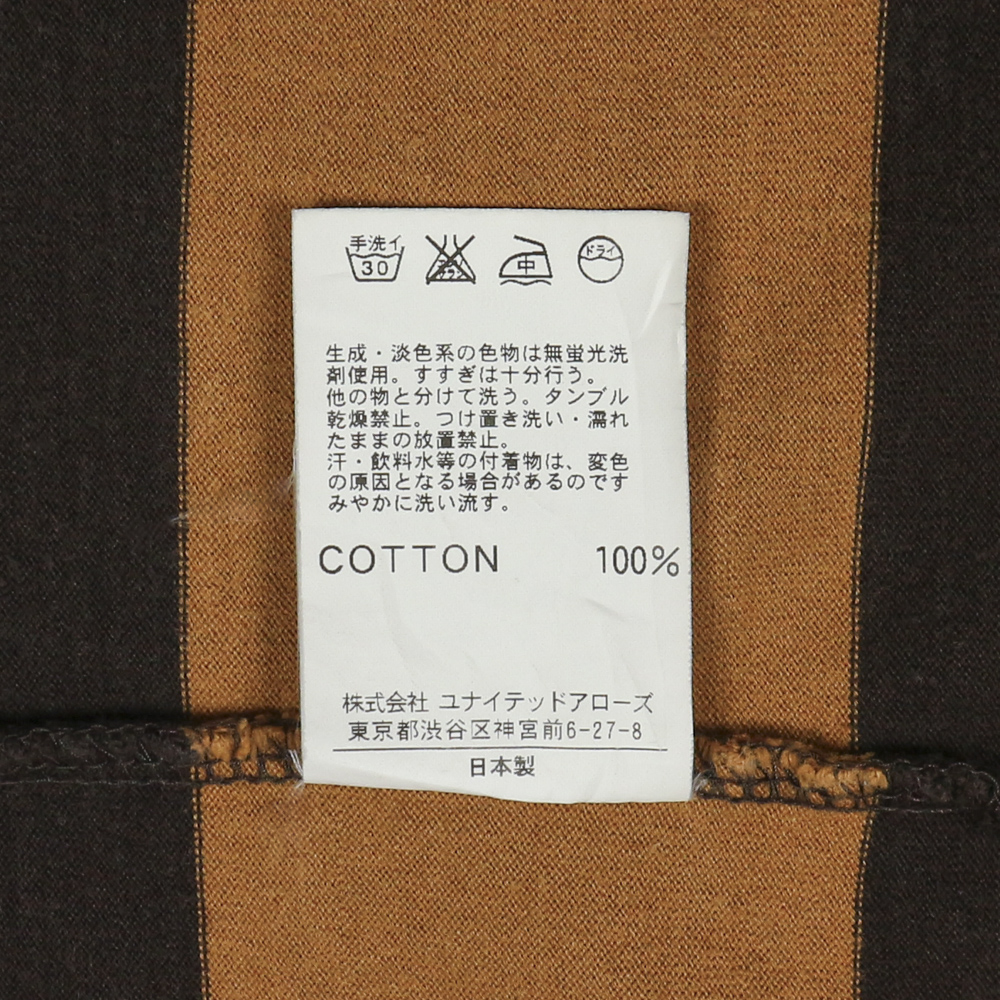 手洗イ 30 中 ドライ
生成・淡色系の色物は無蛍光洗
剤使用。すすぎは十分行う。
他の物と分けて洗う。タンブル
乾燥禁止。つけ置き洗い・濡れ
たままの放置禁止。
汗・飲料水等の付着物は、変色
の原因となる場合があるのです
みやかに洗い流す。
COTTON 100%
株式会社 ユナイテッドアローズ
東京都渋谷区神宮前6-27-8
日本製